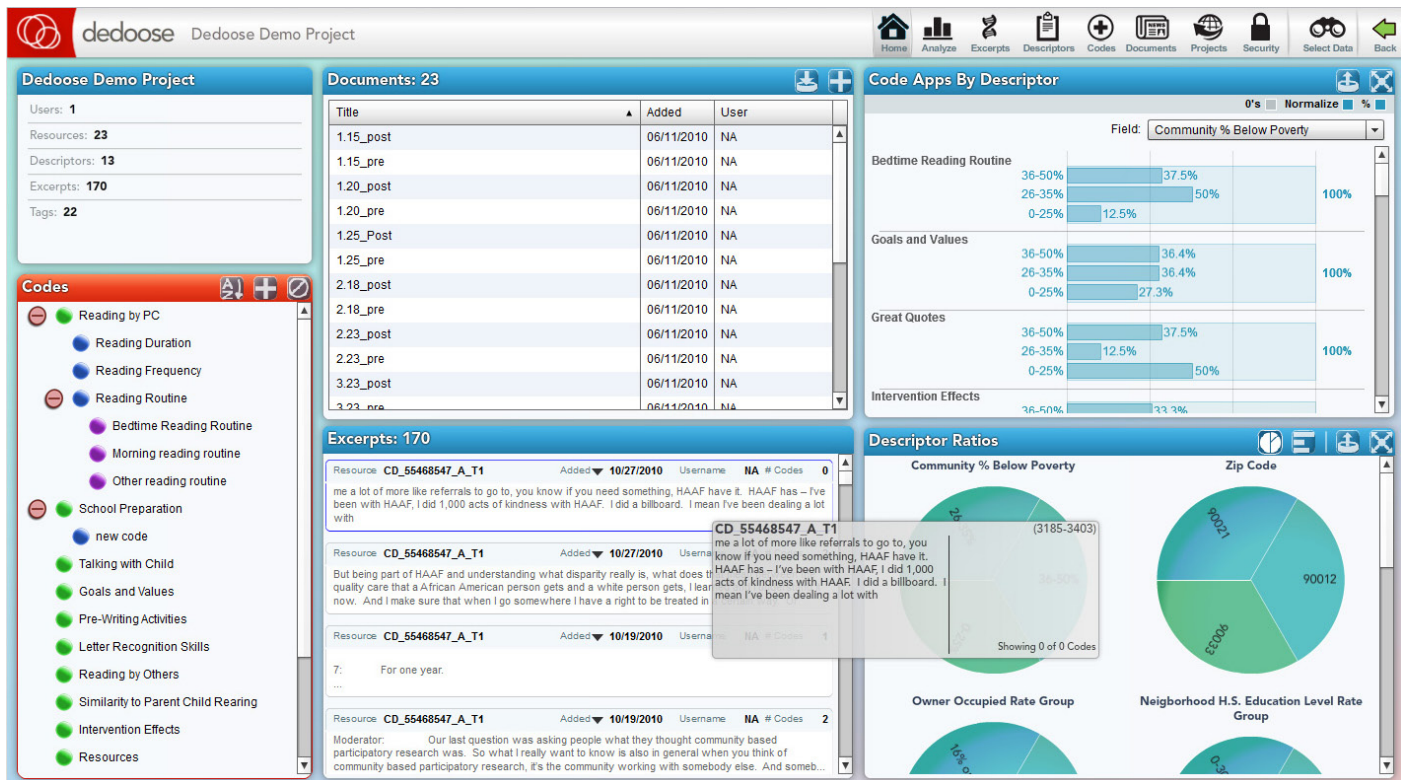 dedoose Dedoose Demo Project
Home Analyze Excerpts Descriptors Codes Documents Projects Security Select Data Back
Dedoose Demo Project
Users: 1
Resources: 23
Descriptors: 13
Excerpts: 170
Tags: 22
Codes
Reading by PC
Reading Duration
Reading Frequency
Reading Routine
Bedtime Reading Routine
Morning reading routine
Other reading routine
School Preparation
new code
Talking with Child
Goals and Values
Pre-Writing Activities
Letter Recognition Skills
Reading by Others
Similarity to Parent Child Rearing
Intervention Effects
Resources
Documents: 23
Title Added User
1.15_post 06/11/2010 NA
1.15_pre 06/11/2010 NA
1.20_post 06/11/2010 NA
1.20_pre 06/11/2010 NA
1.25_Post 06/11/2010 NA
1.25_pre 06/11/2010 NA
2.18_post 06/11/2010 NA
2.18_pre 06/11/2010 NA
2.23_post 06/11/2010 NA
2.23_pre 06/11/2010 NA
3.23_post 06/11/2010 NA
3.23_pre 06/11/2010 NA
Excerpts: 170
Resource CD_55468547_A_T1 Added 10/27/2010 Username NA # Codes 0
me a lot of more like referrals to go to, you know if you need something, HAAF have it. HAAF has – I've
been with HAAF, I did 1,000 acts of kindness with HAAF. I did a billboard. I mean I've been dealing a lot
with
Resource CD_55468547_A_T1 Added 10/27/2010
But being part of HAAF and understanding what disparity really is, what does
quality care that a African American person gets and a white person gets, I
now. And I make sure that when I go somewhere I have a right to be treated in
Resource CD_55468547_A_T1 Added 10/19/2010 NA # Codes 1
7: For one year.
...
Resource CD_55468547_A_T1 Added 10/19/2010 Username NA # Codes 2
Moderator: Our last question was asking people what they thought community based
participatory research was. So what I really want to know is also in general when you think of
community based participatory research, it's the community working with somebody else. And someb...
CD_55468547_A_T1 (3185-3403)
me a lot of more like referrals to go to, you
know if you need something, HAAF have it.
HAAF has – I've been with HAAF, I did 1,000
acts of kindness with HAAF. I did a billboard. I
mean I've been dealing a lot with
Showing 0 of 0 Codes
Code Apps By Descriptor
0's Normalize %
Field: Community % Below Poverty
Bedtime Reading Routine
36-50% 37.5%
26-35% 50% 100%
0-25% 12.5%
Goals and Values
36-50% 36.4%
26-35% 36.4% 100%
0-25% 27.3%
Great Quotes
36-50% 37.5%
26-35% 12.5% 100%
0-25% 50%
Intervention Effects
36-50% 33.3%
Descriptor Ratios
Community % Below Poverty
36-50%
0-25%
Zip Code
90021
90012
90033
Owner Occupied Rate Group
Neigborhood H.S. Education Level Rate
Group